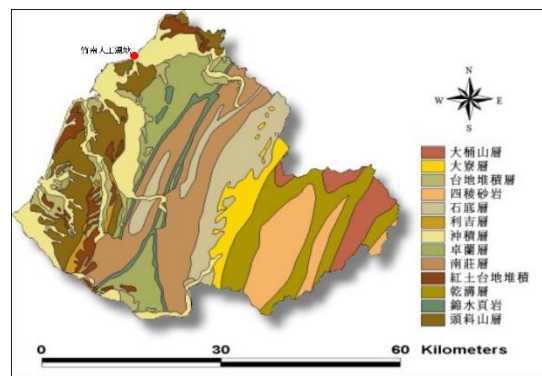 竹南人工濕地
N
W E
S
大桶山層
大寮層
台地堆積層
四稜砂岩
石底層
利吉層
沖積層
卓蘭層
南莊層
紅土台地堆積
乾溝層
錦水頁岩
頭嵙山層
0 30 60 Kilometers